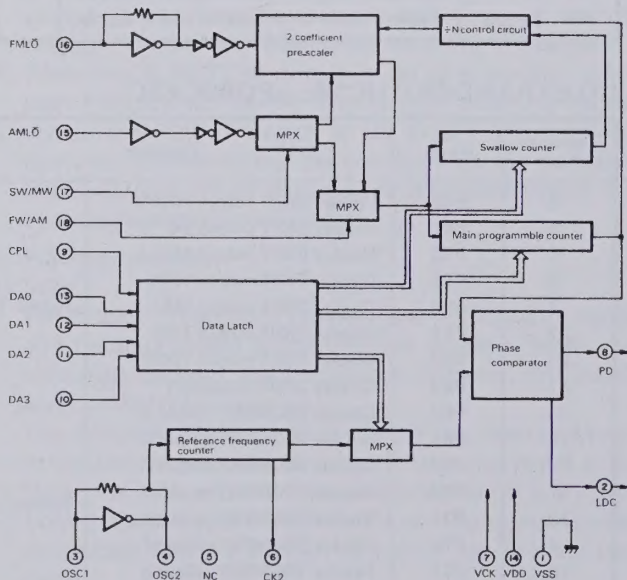 FMLŌ 16
2 coefficient
prescaler
÷N control circuit
AMLŌ 15
MPX
Swallow counter
SW/MW 17
MPX
FW/AM 18
Main programmble counter
CPL 9
DA0 13
DA1 12
DA2 11
DA3 10
Data Latch
Phase
comparator
8
PD
Reference frequency
counter
MPX
2
LDC
3
4
5
6
7
14
1
OSC1
OSC2
NC
CK2
VCK
VDD
VSS